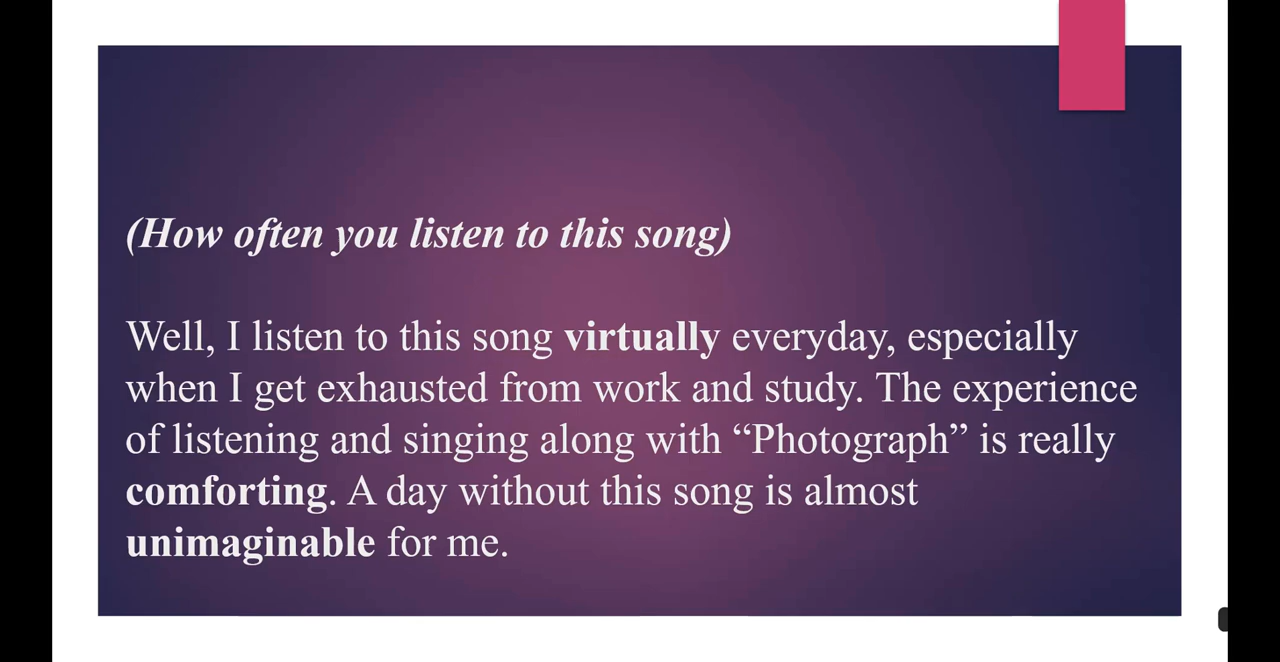 (How often you listen to this song)
Well, I listen to this song virtually everyday, especially
when I get exhausted from work and study. The experience
of listening and singing along with “Photograph” is really
comforting. A day without this song is almost
unimaginable for me.